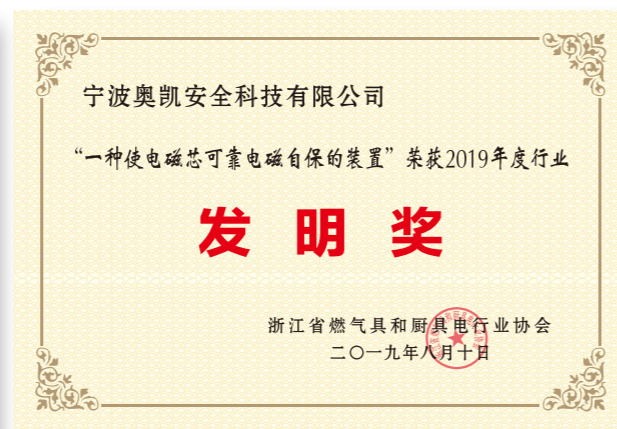 宁波奥凯安全科技有限公司
“一种使电磁芯可靠电磁自保的装置”荣获2019年度行业
发明奖
浙江省燃气具和厨具电行业协会
二〇一九年八月十日